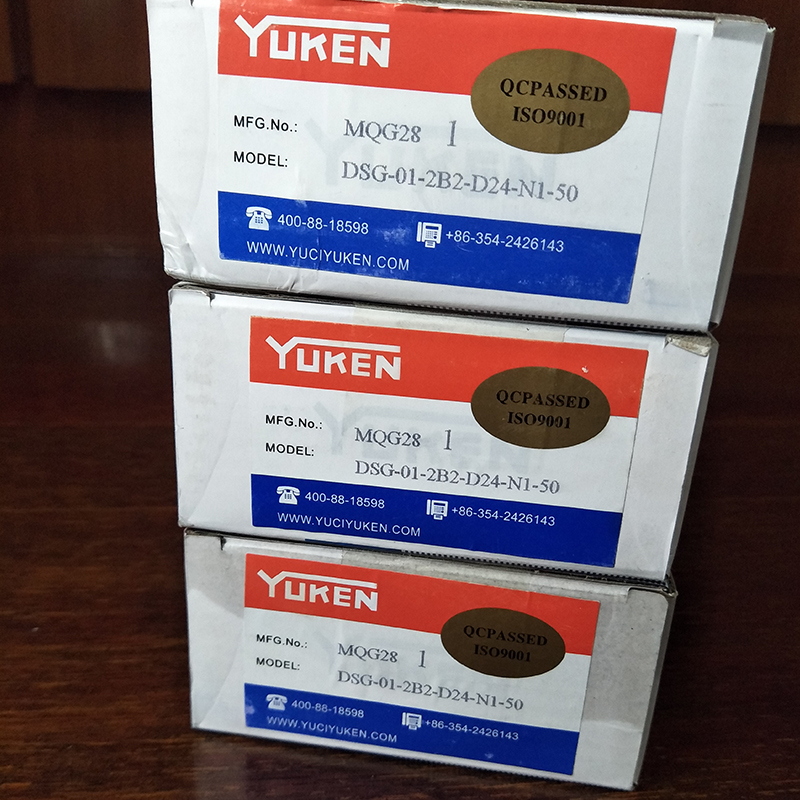 YUKEN
QCPASSED
ISO9001
MFG.No.: MQG28 1
MODEL: DSG-01-2B2-D24-N1-50
400-88-18598 +86-354-2426143
WWW.YUCIYUKEN.COM
YUKEN
QCPASSED
ISO9001
MFG.No.: MQG28 1
MODEL: DSG-01-2B2-D24-N1-50
400-88-18598 +86-354-2426143
WWW.YUCIYUKEN.COM
YUKEN
QCPASSED
ISO9001
MFG.No.: MQG28 1
MODEL: DSG-01-2B2-D24-N1-50
400-88-18598 +86-354-2426143
WWW.YUCIYUKEN.COM